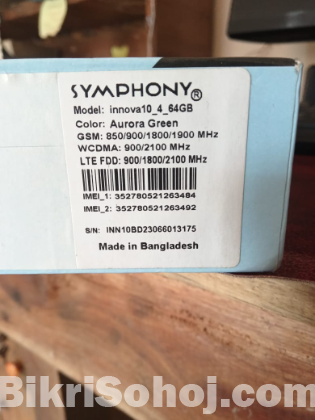 SYMPHONY®
Model: innova10_4_64GB
Color: Aurora Green
GSM: 850/900/1800/1900 MHz
WCDMA: 900/2100 MHz
LTE FDD: 900/1800/2100 MHz
IMEI_1: 352780521263484
IMEI_2: 352780521263492
S/N: INN10BD23066013175
Made in Bangladesh
BikriSohoj.com